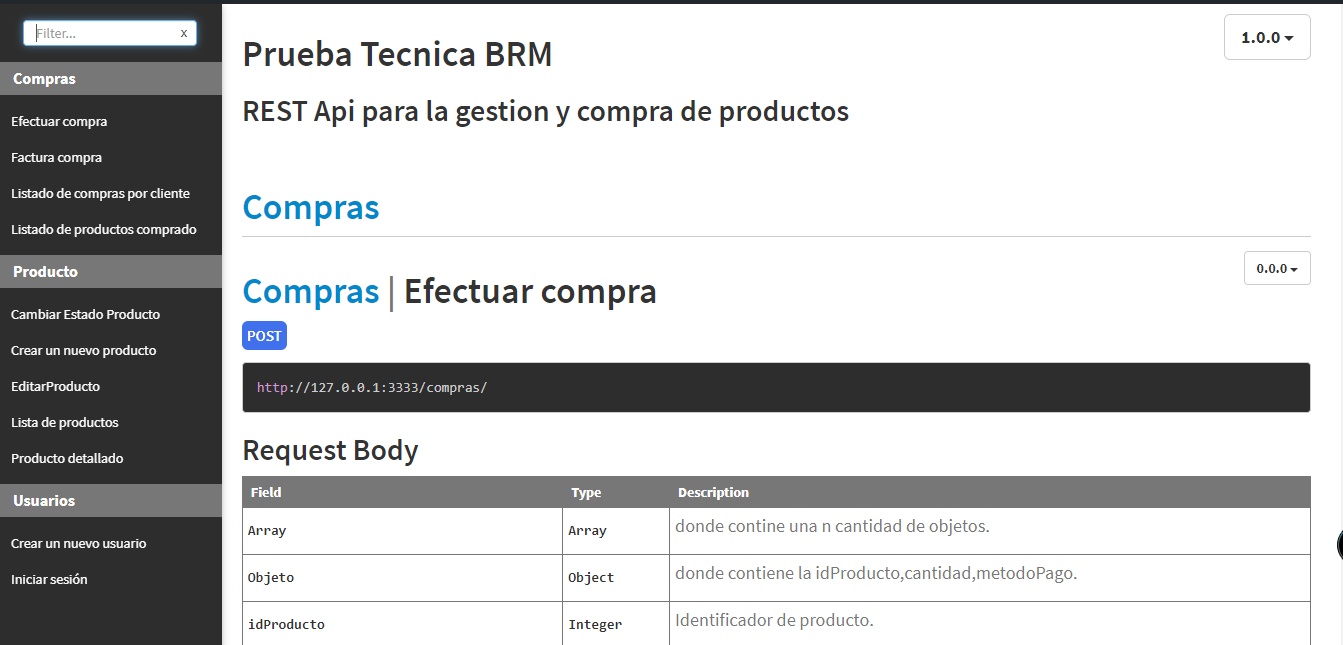 Filter...
x
Compras
Efectuar compra
Factura compra
Listado de compras por cliente
Listado de productos comprado
Producto
Cambiar Estado Producto
Crear un nuevo producto
EditarProducto
Lista de productos
Producto detallado
Usuarios
Crear un nuevo usuario
Iniciar sesión
Prueba Tecnica BRM
1.0.0
REST Api para la gestion y compra de productos
Compras
Compras | Efectuar compra
0.0.0
POST
http://127.0.0.1:3333/compras/
Request Body
Field Type Description
Array Array donde contine una n cantidad de objetos.
Objeto Object donde contiene la idProducto,cantidad,metodoPago.
idProducto Integer Identificador de producto.